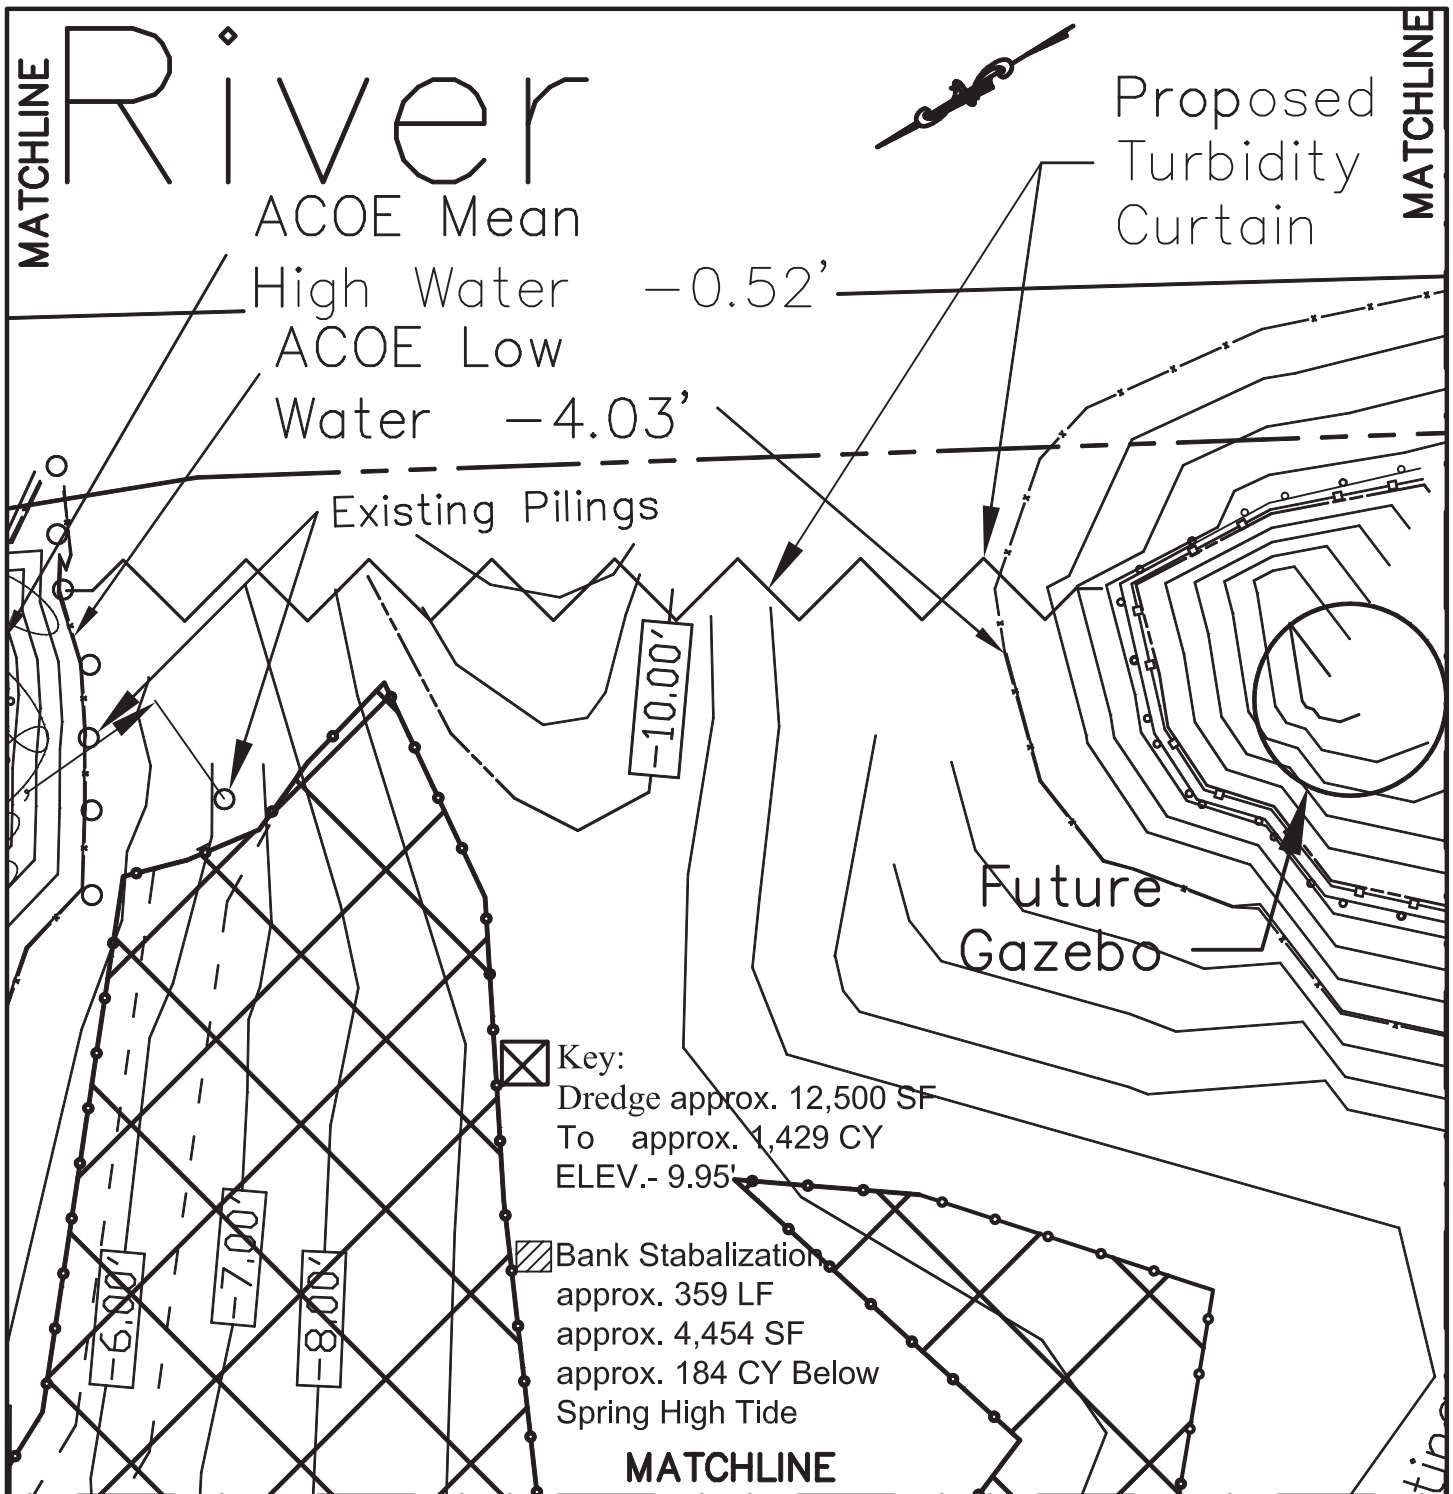 MATCHLINE
River
MATCHLINE
Proposed
Turbidity
Curtain
ACOE Mean
High Water -0.52'
ACOE Low
Water -4.03'
Existing Pilings
-10.00'
Future
Gazebo
Key:
Dredge approx. 12,500 SF
To approx. 1,429 CY
ELEV.- 9.95'
-6.00'
-7.00'
-8.00'
Bank Stabalization
approx. 359 LF
approx. 4,454 SF
approx. 184 CY Below
Spring High Tide
MATCHLINE